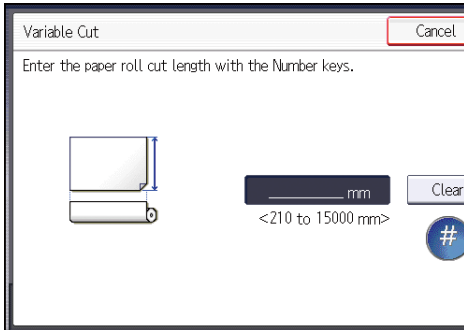 Variable Cut
Cancel
Enter the paper roll cut length with the Number keys.
mm
Clear
<210 to 15000 mm>
#